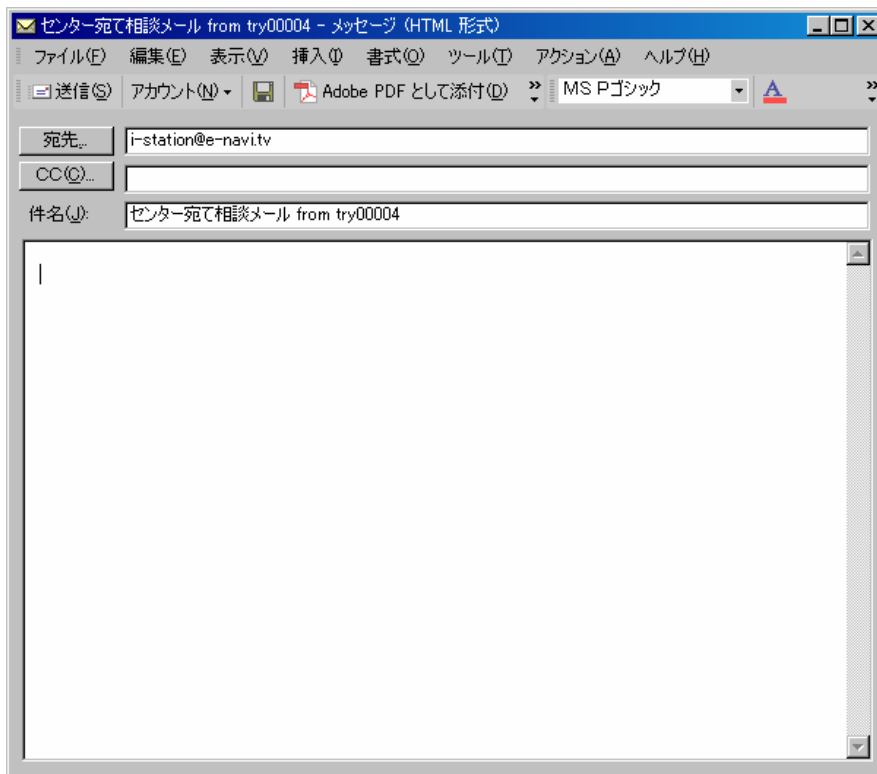 センター宛て相談メール from try00004 - メッセージ (HTML 形式)
ファイル(F) 編集(E) 表示(V) 挿入(I) 書式(O) ツール(T) アクション(A) ヘルプ(H)
送信(S) アカウント(N) Adobe PDF として添付(D) MS Pゴシック A
宛先... i-station@e-navi.tv
CC(C)...
件名(J): センター宛て相談メール from try00004